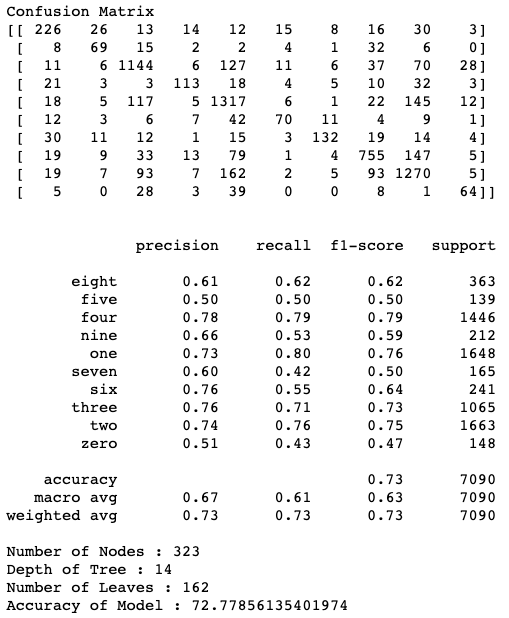 Confusion Matrix
[[ 226 26 13 14 12 15 8 16 30 3]
[ 8 69 15 2 2 4 1 32 6 0]
[ 11 6 1144 6 127 11 6 37 70 28]
[ 21 3 3 113 18 4 5 10 32 3]
[ 18 5 117 5 1317 6 1 22 145 12]
[ 12 3 6 7 42 70 11 4 9 1]
[ 30 11 12 1 15 3 132 19 14 4]
[ 19 9 33 13 79 1 4 755 147 5]
[ 19 7 93 7 162 2 5 93 1270 5]
[ 5 0 28 3 39 0 0 8 1 64]]
precision recall f1-score support
eight 0.61 0.62 0.62 363
five 0.50 0.50 0.50 139
four 0.78 0.79 0.79 1446
nine 0.66 0.53 0.59 212
one 0.73 0.80 0.76 1648
seven 0.60 0.42 0.50 165
six 0.76 0.55 0.64 241
three 0.76 0.71 0.73 1065
two 0.74 0.76 0.75 1663
zero 0.51 0.43 0.47 148
accuracy 0.73 7090
macro avg 0.67 0.61 0.63 7090
weighted avg 0.73 0.73 0.73 7090
Number of Nodes : 323
Depth of Tree : 14
Number of Leaves : 162
Accuracy of Model : 72.77856135401974